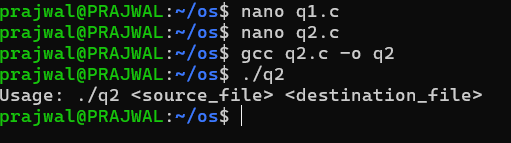 prajwal@PRAJWAL:~/os$ nano q1.c
prajwal@PRAJWAL:~/os$ nano q2.c
prajwal@PRAJWAL:~/os$ gcc q2.c -o q2
prajwal@PRAJWAL:~/os$ ./q2
Usage: ./q2 <source_file> <destination_file>
prajwal@PRAJWAL:~/os$